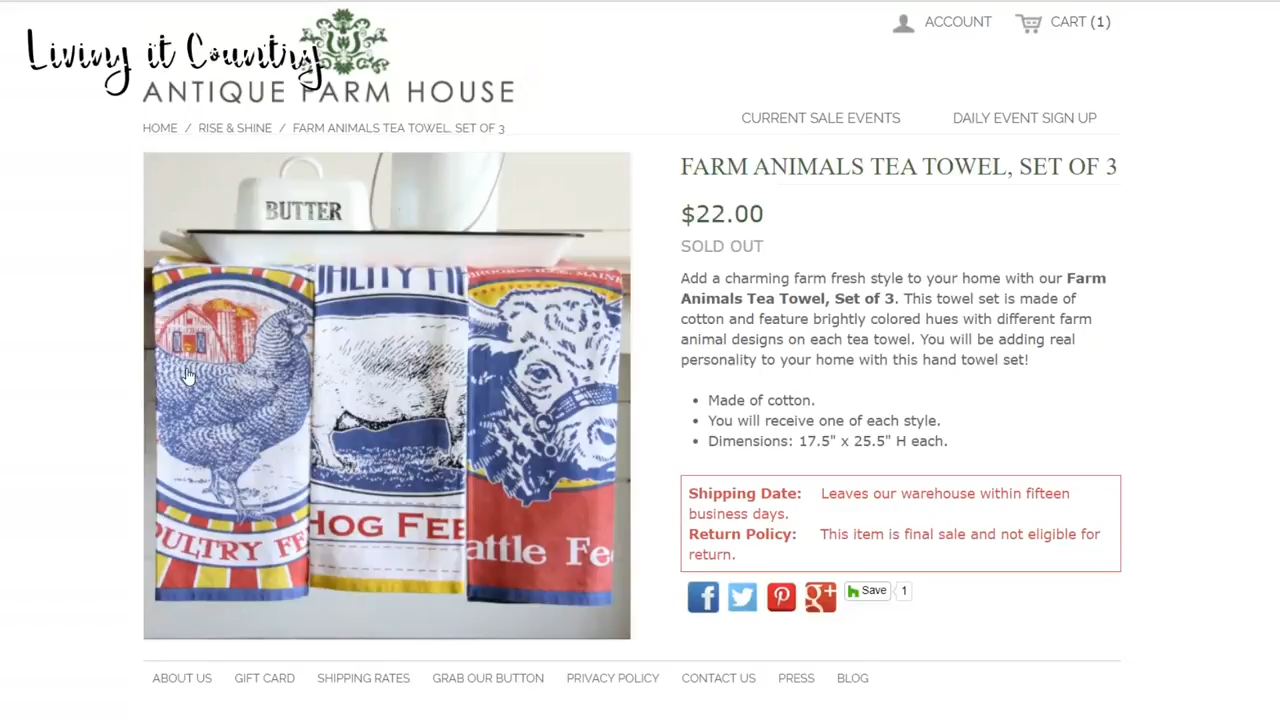 Living it Country
ACCOUNT
CART (1)
ANTIQUE FARM HOUSE
HOME / RISE & SHINE / FARM ANIMALS TEA TOWEL, SET OF 3
CURRENT SALE EVENTS
DAILY EVENT SIGN UP
FARM ANIMALS TEA TOWEL, SET OF 3
$22.00
SOLD OUT
Add a charming farm fresh style to your home with our Farm
Animals Tea Towel, Set of 3. This towel set is made of
cotton and feature brightly colored hues with different farm
animal designs on each tea towel. You will be adding real
personality to your home with this hand towel set!
• Made of cotton.
• You will receive one of each style.
• Dimensions: 17.5" x 25.5" H each.
Shipping Date: Leaves our warehouse within fifteen
business days.
Return Policy: This item is final sale and not eligible for
return.
Save 1
BUTTER
OULTRY FE
HOG FEE
attle Fe
ABOUT US
GIFT CARD
SHIPPING RATES
GRAB OUR BUTTON
PRIVACY POLICY
CONTACT US
PRESS
BLOG